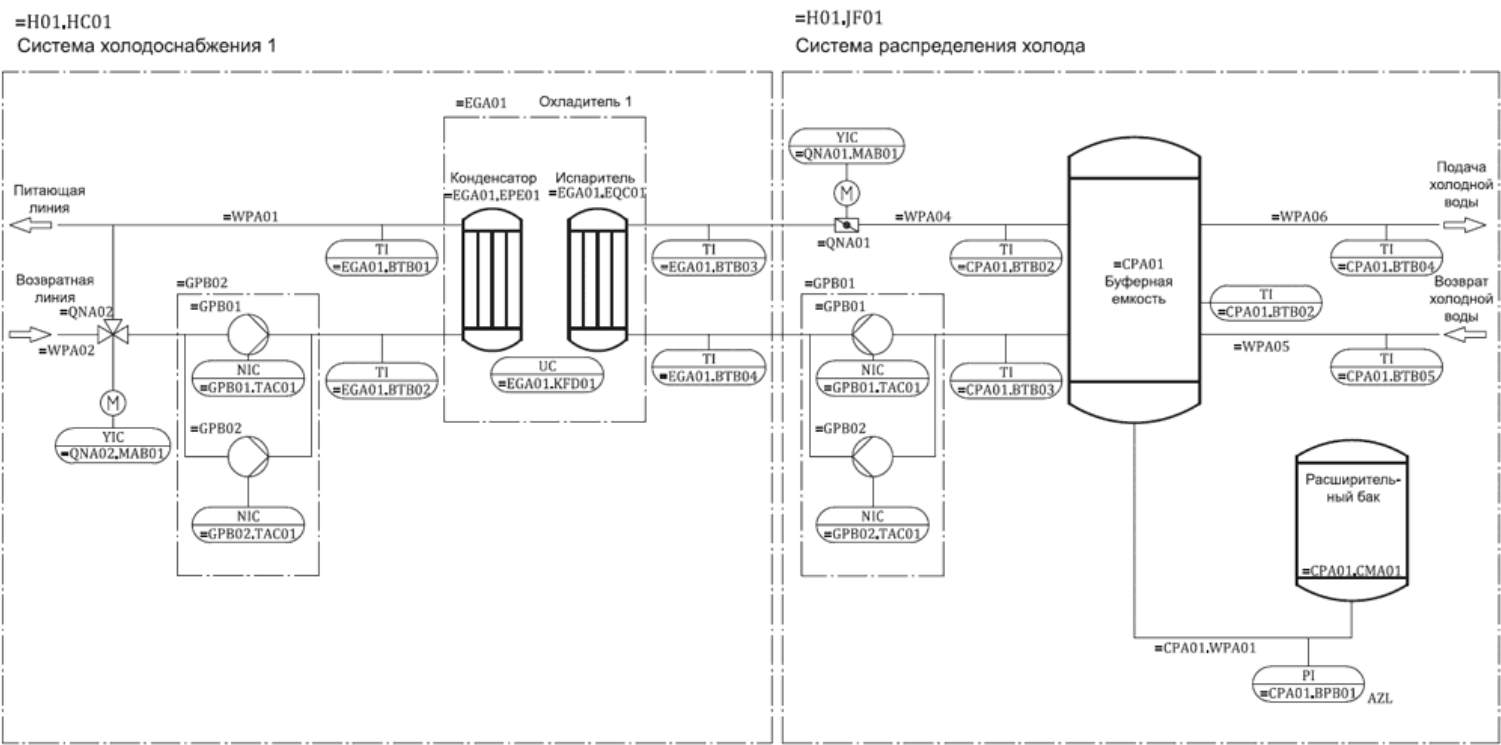 =H01.HC01
Система холодоснабжения 1
=H01.JF01
Система распределения холода
=EGA01
Охладитель 1
YIC
=QNA01.MAB01
M
Питающая
линия
=WPA01
Конденсатор
=EGA01.EPE01
Испаритель
=EGA01.EQC01
=QNA01
=WPA04
=WPA06
Подача
холодной
воды
TI
=EGA01.BTB01
TI
=EGA01.BTB03
TI
=CPA01.BTB02
=CPA01
Буферная
емкость
TI
=CPA01.BTB04
Возвратная
линия
=QNA02
=WPA02
=GPB02
=GPB01
=GPB01
=GPB01
TI
=CPA01.BTB02
Возврат
холодной
воды
=WPA05
NIC
=GPB01.TAC01
TI
=EGA01.BTB02
UC
=EGA01.KFD01
TI
=EGA01.BTB04
NIC
=GPB01.TAC01
TI
=CPA01.BTB03
TI
=CPA01.BTB05
M
YIC
=QNA02.MAB01
=GPB02
=GPB02
NIC
=GPB02.TAC01
NIC
=GPB02.TAC01
Расширитель-
ный бак
=CPA01.CMA01
=CPA01.WPA01
PI
=CPA01.BPB01
AZL